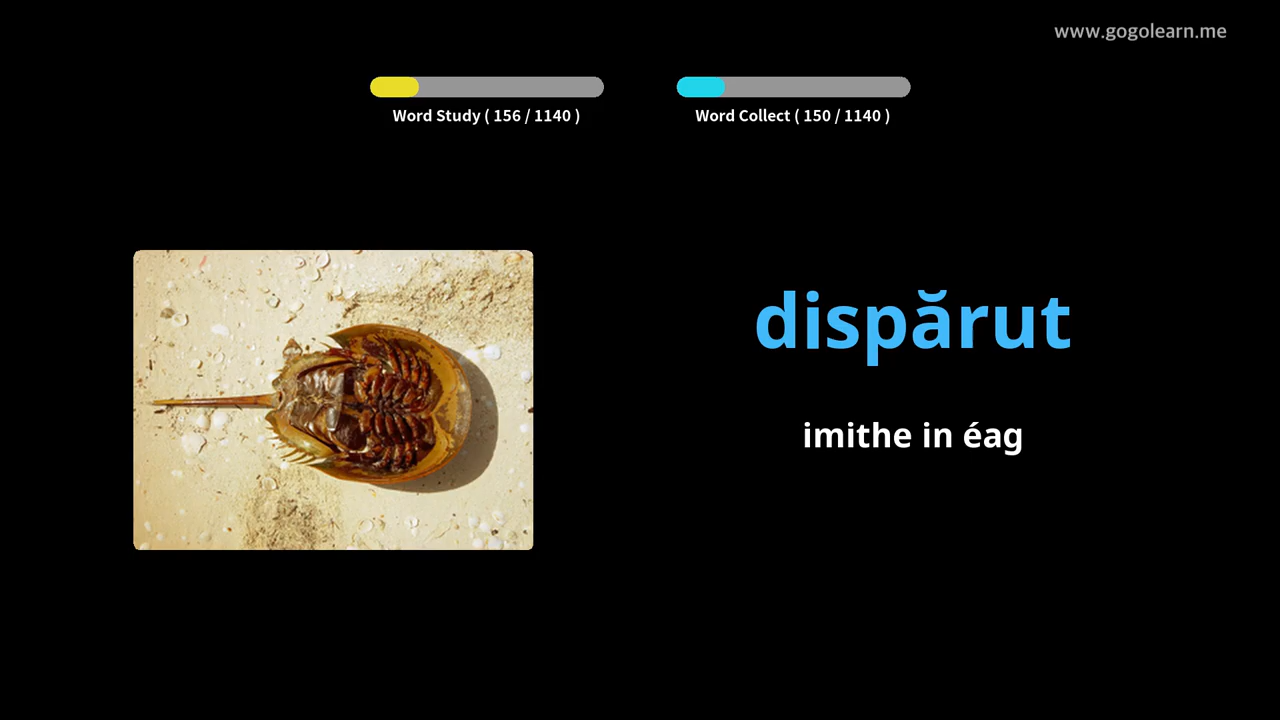 www.gogolearn.me
Word Study ( 156 / 1140 )
Word Collect ( 150 / 1140 )
dispărut
imithe in éag